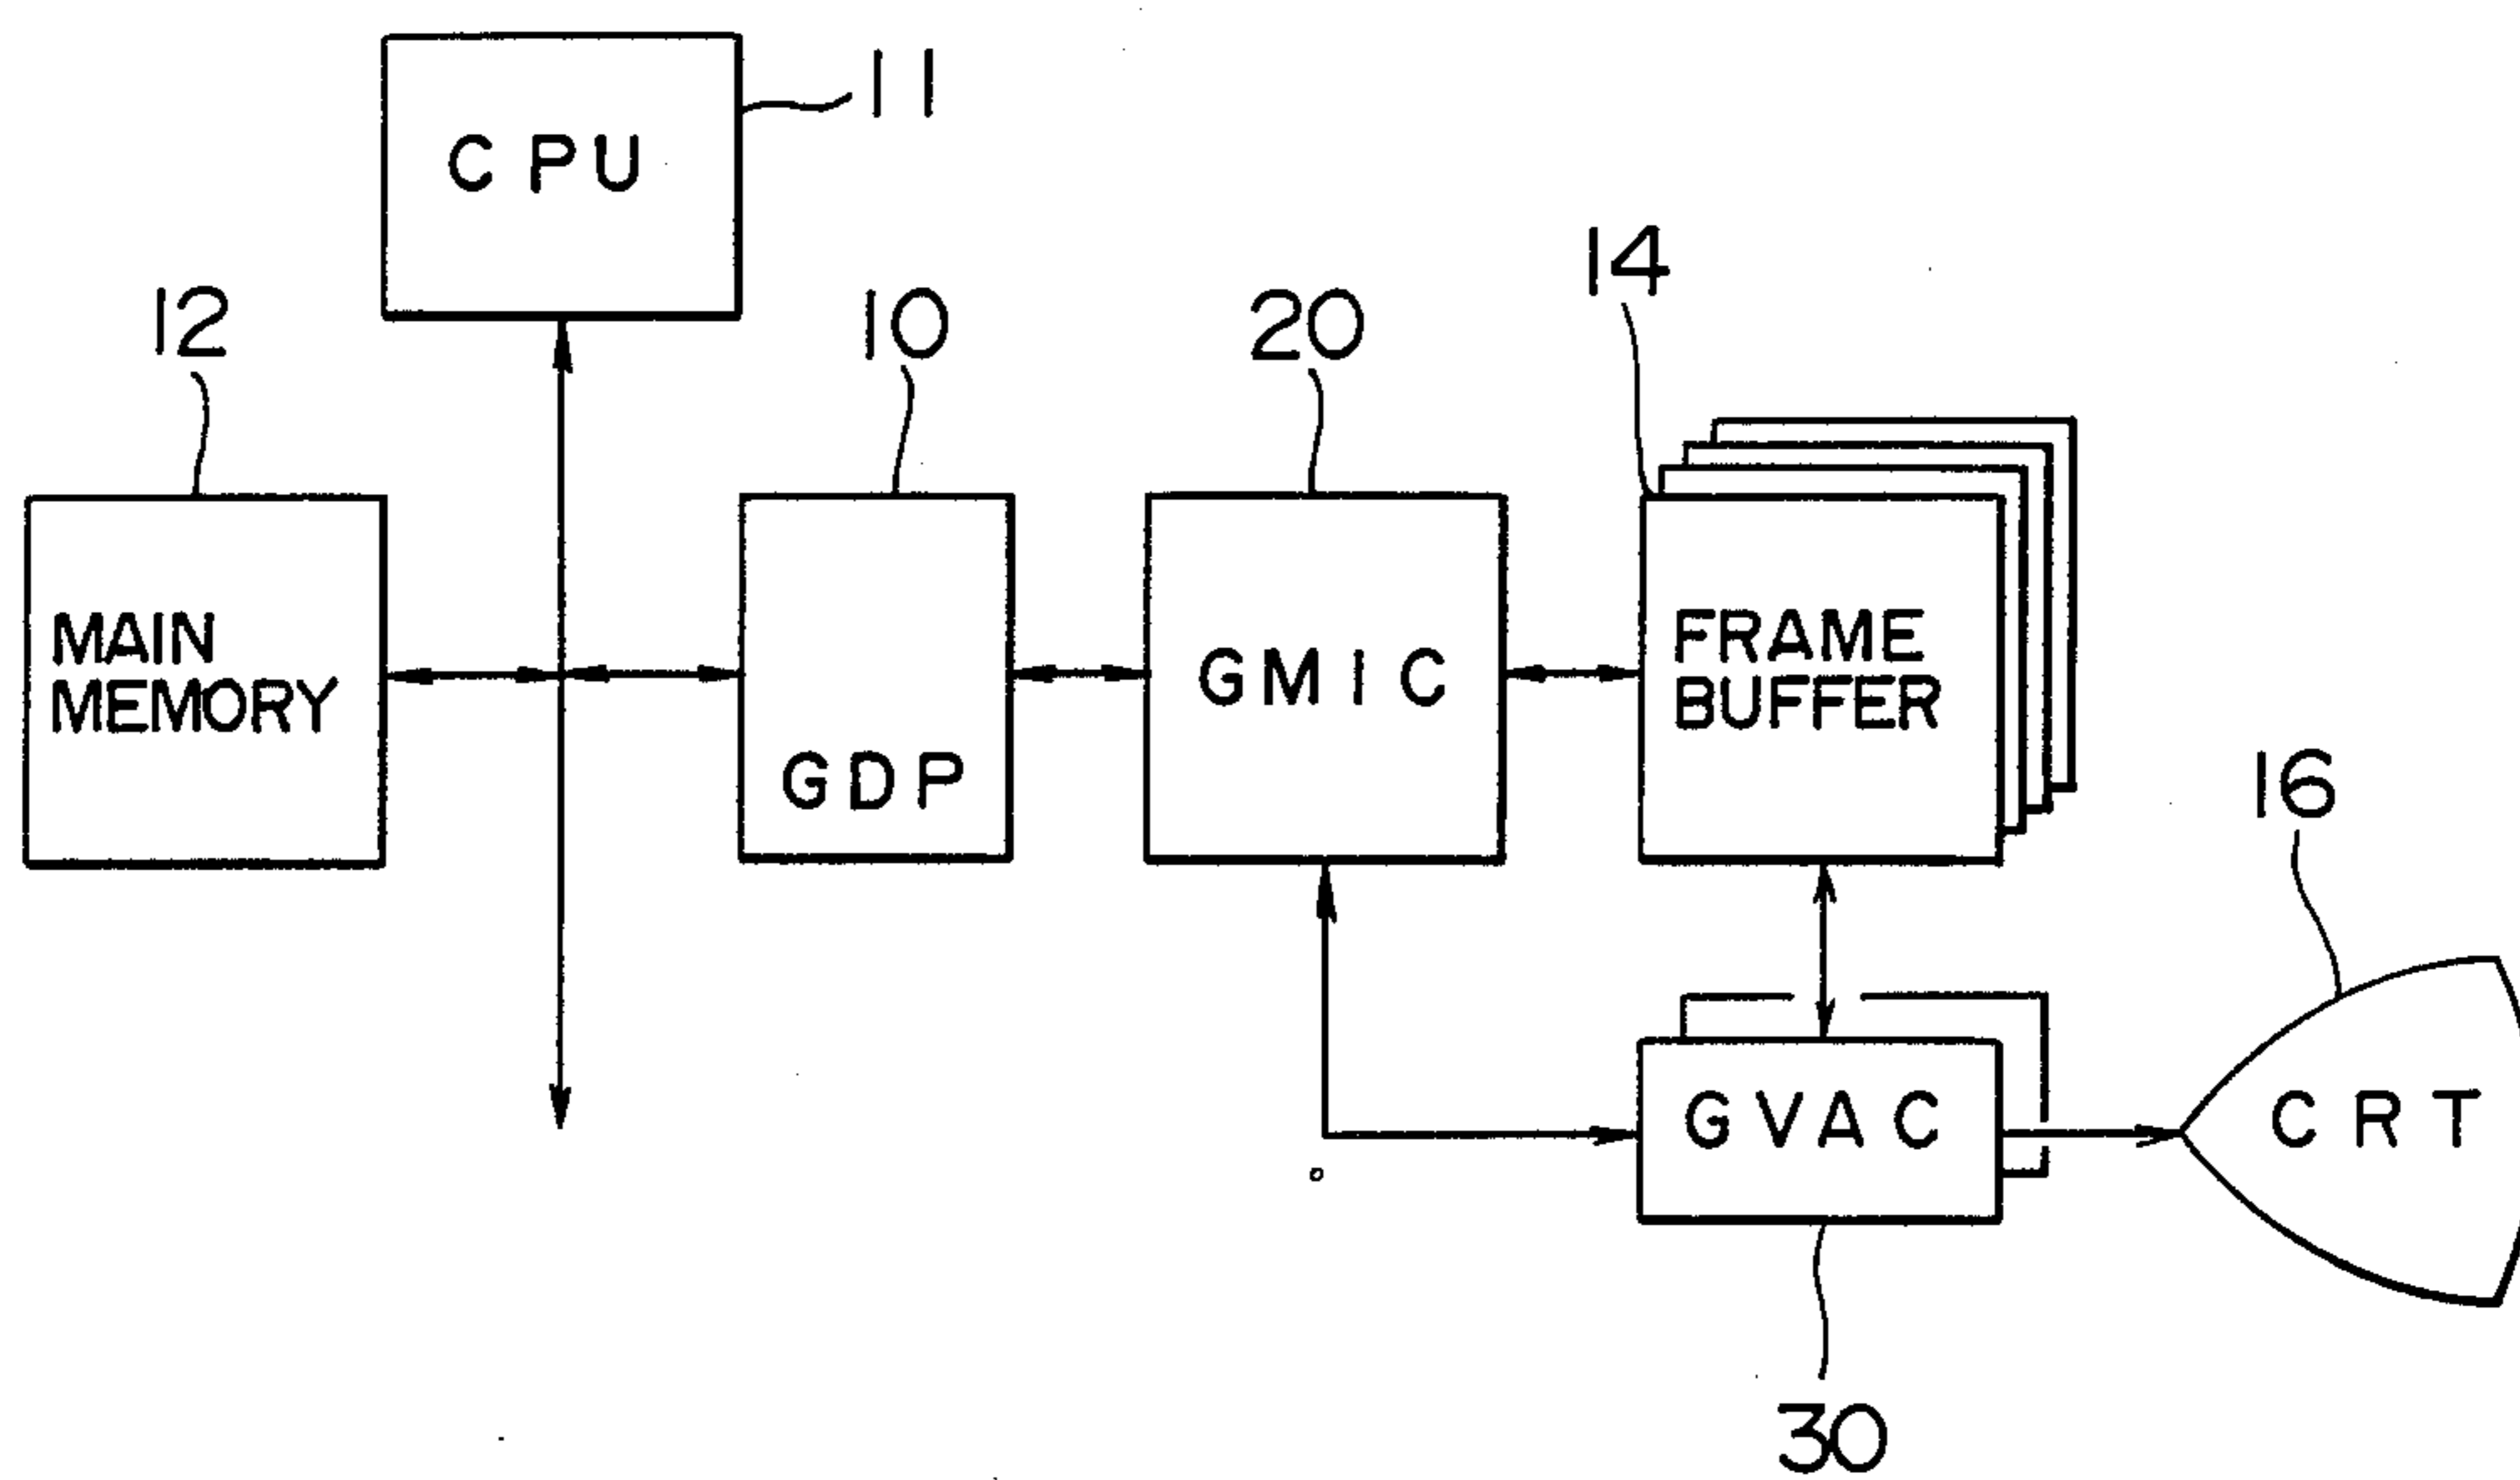 11
CPU
14
12
10
20
MAIN
MEMORY
GDP
GMIC
FRAME
BUFFER
16
GVAC
CRT
30